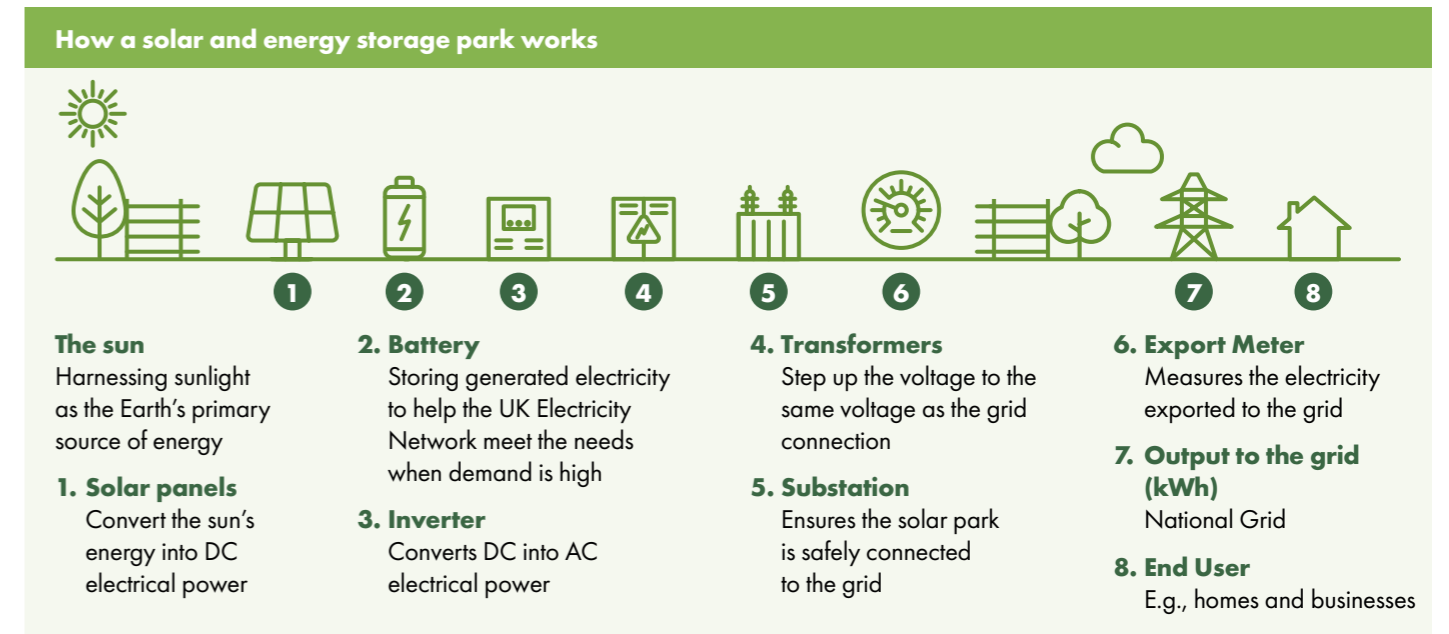 How a solar and energy storage park works
1
2
3
4
5
6
7
8
The sun
Harnessing sunlight
as the Earth’s primary
source of energy
1. Solar panels
Convert the sun’s
energy into DC
electrical power
2. Battery
Storing generated electricity
to help the UK Electricity
Network meet the needs
when demand is high
3. Inverter
Converts DC into AC
electrical power
4. Transformers
Step up the voltage to the
same voltage as the grid
connection
5. Substation
Ensures the solar park
is safely connected
to the grid
6. Export Meter
Measures the electricity
exported to the grid
7. Output to the grid
(kWh)
National Grid
8. End User
E.g., homes and businesses